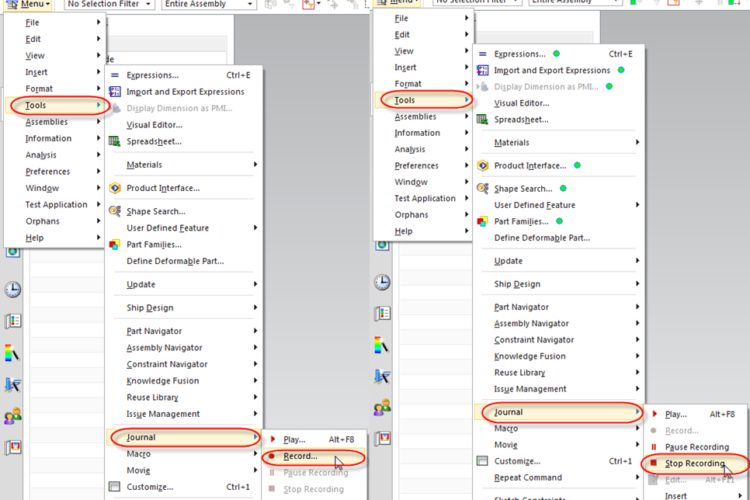 Menu
No Selection Filter
Entire Assembly
File
Edit
View
Insert
Format
Tools
Assemblies
Information
Analysis
Preferences
Window
Test Application
Orphans
Help
de
Expressions... Ctrl+E
Import and Export Expressions
Display Dimension as PMI...
Visual Editor...
Spreadsheet...
Materials
Product Interface...
Shape Search...
User Defined Feature
Part Families...
Define Deformable Part...
Update
Ship Design
Part Navigator
Assembly Navigator
Constraint Navigator
Knowledge Fusion
Reuse Library
Issue Management
Journal
Macro
Movie
Customize... Ctrl+1
Play... Alt+F8
Record...
Pause Recording
Stop Recording
Menu
No Selection Filter
Entire Assembly
File
Edit
View
Insert
Format
Tools
Assemblies
Information
Analysis
Preferences
Window
Test Application
Orphans
Help
Expressions... Ctrl+E
Import and Export Expressions
Display Dimension as PMI...
Visual Editor...
Spreadsheet...
Materials
Product Interface...
Shape Search...
User Defined Feature
Part Families...
Define Deformable Part...
Update
Ship Design
Part Navigator
Assembly Navigator
Constraint Navigator
Knowledge Fusion
Reuse Library
Issue Management
Journal
Macro
Movie
Customize... Ctrl+1
Repeat Command
Sketch Constraints
Play... Alt+F8
Record...
Pause Recording
Stop Recording
Edit... Alt+F11
Insert